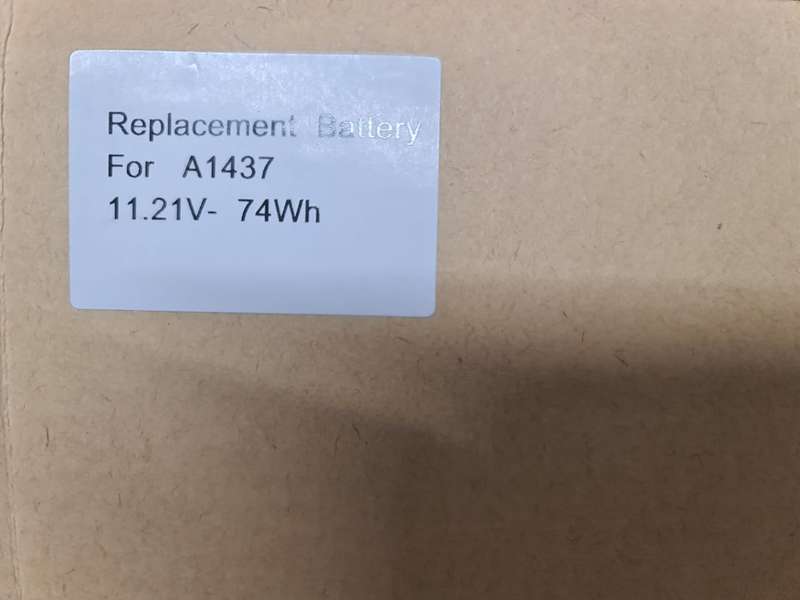 Replacement Battery
For A1437
11.21V- 74Wh